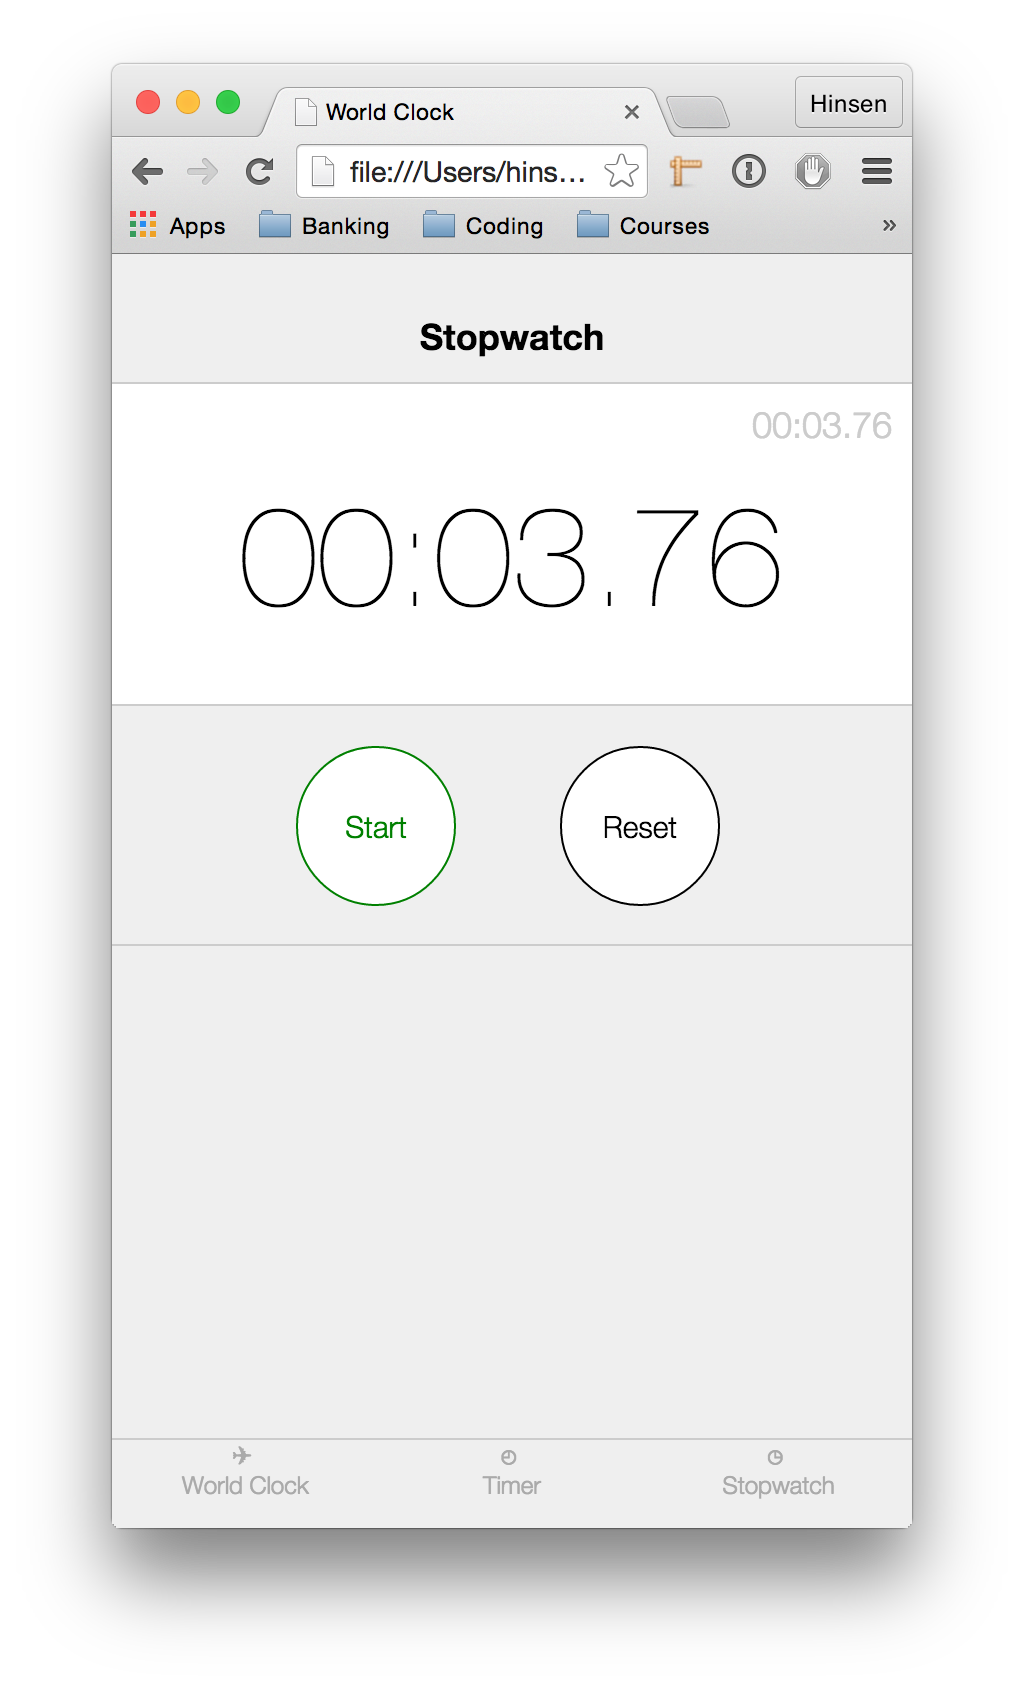 World Clock
Hinsen
file:///Users/hins...
Apps Banking Coding Courses »
Stopwatch
00:03.76
00:03.76
Start Reset
World Clock Timer Stopwatch